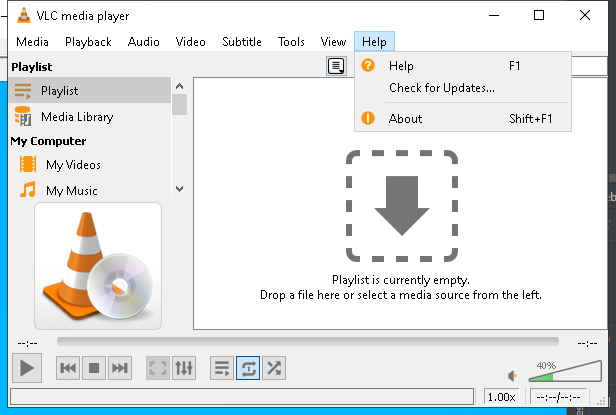 VLC media player
Media Playback Audio Video Subtitle Tools View Help
Playlist
Playlist
Media Library
My Computer
My Videos
My Music
Help F1
Check for Updates...
About Shift+F1
Playlist is currently empty.
Drop a file here or select a media source from the left.
--:-- --:--
40%
1.00x --:--/--:--